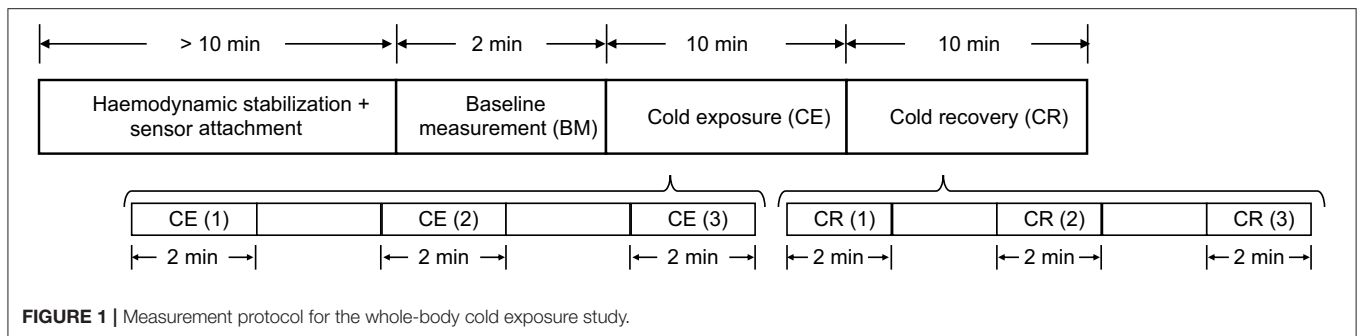 > 10 min 2 min 10 min 10 min
Haemodynamic stabilization +
sensor attachment
Baseline
measurement (BM)
Cold exposure (CE)
Cold recovery (CR)
CE (1) CE (2) CE (3) CR (1) CR (2) CR (3)
2 min 2 min 2 min 2 min 2 min 2 min
FIGURE 1 | Measurement protocol for the whole-body cold exposure study.